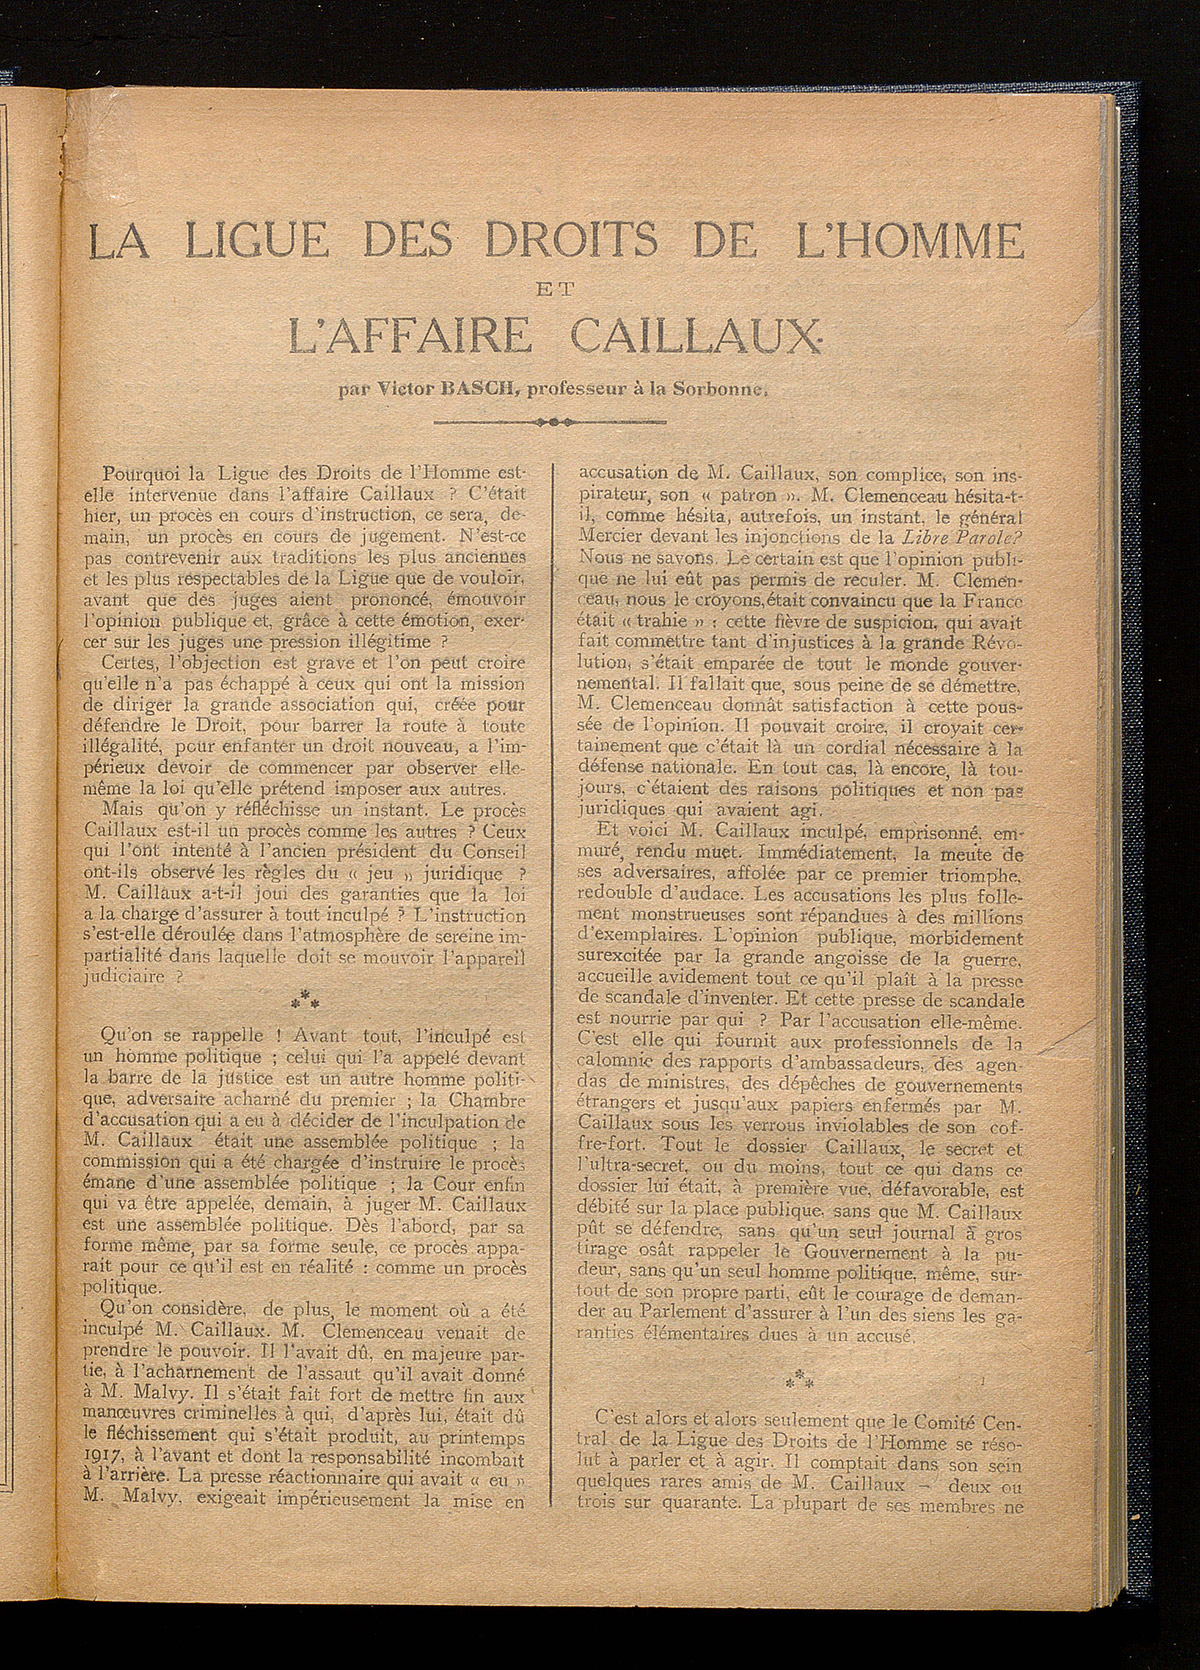 LA LIGUE DES DROITS DE L'HOMME
ET
L'AFFAIRE CAILLAUX
par Victor BASCH, professeur à la Sorbonne.
Pourquoi la Ligue des Droits de l'Homme est-
elle intervenue dans l'affaire Caillaux ? C'était
hier, un procès en cours d'instruction, ce sera, de-
main, un procès en cours de jugement. N'est-ce
pas contrevenir aux traditions les plus anciennes
et les plus respectables de la Ligue que de vouloir,
avant que des juges aient prononcé, émouvoir
l'opinion publique et, grâce à cette émotion, exer-
cer sur les juges une pression illégitime ?
Certes, l'objection est grave et l'on peut croire
qu'elle n'a pas échappé à ceux qui ont la mission
de diriger la grande association qui, créée pour
défendre le Droit, pour barrer la route à toute
illégalité, pour enfanter un droit nouveau, a l'im-
périeux devoir de commencer par observer elle-
même la loi qu'elle prétend imposer aux autres.
Mais qu'on y réfléchisse un instant. Le procès
Caillaux est-il un procès comme les autres ? Ceux
qui l'ont intenté à l'ancien président du Conseil
ont-ils observé les règles du « jeu » juridique ?
M. Caillaux a-t-il joui des garanties que la loi
a la charge d'assurer à tout inculpé ? L'instruction
s'est-elle déroulée dans l'atmosphère de sereine im-
partialité dans laquelle doit se mouvoir l'appareil
judiciaire ?
***
Qu'on se rappelle ! Avant tout, l'inculpé est
un homme politique ; celui qui l'a appelé devant
la barre de la justice est un autre homme politi-
que, adversaire acharné du premier ; la Chambre
d'accusation qui a eu à décider de l'inculpation de
M. Caillaux était une assemblée politique ; la
commission qui a été chargée d'instruire le procès
émane d'une assemblée politique ; la Cour enfin
qui va être appelée, demain, à juger M. Caillaux
est une assemblée politique. Dès l'abord, par sa
forme même, par sa forme seule, ce procès appa-
raît pour ce qu'il est en réalité : comme un procès
politique.
Qu'on considère, de plus, le moment où a été
inculpé M. Caillaux. M. Clemenceau venait de
prendre le pouvoir. Il l'avait dû, en majeure par-
tie, à l'acharnement de l'assaut qu'il avait donné
à M. Malvy. Il s'était fait fort de mettre fin aux
manœuvres criminelles à qui, d'après lui, était dû
le fléchissement qui s'était produit, au printemps
1917, à l'avant et dont la responsabilité incombait
à l'arrière. La presse réactionnaire qui avait « eu »
M. Malvy, exigeait impérieusement la mise en
accusation de M. Caillaux, son complice, son ins-
pirateur, son « patron ». M. Clemenceau hésita-t-
il, comme hésita, autrefois, un instant, le général
Mercier devant les injonctions de la Libre Parole?
Nous ne savons. Le certain est que l'opinion publi-
que ne lui eût pas permis de reculer. M. Clemen-
ceau, nous le croyons, était convaincu que la France
était « trahie » : cette fièvre de suspicion, qui avait
fait commettre tant d'injustices à la grande Révo-
lution, s'était emparée de tout le monde gouver-
nemental. Il fallait que, sous peine de se démettre,
M. Clemenceau donnât satisfaction à cette pous-
sée de l'opinion. Il pouvait croire, il croyait cer-
tainement que c'était là un cordial nécessaire à la
défense nationale. En tout cas, là encore, là tou-
jours, c'étaient des raisons politiques et non pas
juridiques qui avaient agi.
Et voici M. Caillaux inculpé, emprisonné, em-
muré, rendu muet. Immédiatement, la meute de
ses adversaires, affolée par ce premier triomphe,
redouble d'audace. Les accusations les plus folle-
ment monstrueuses sont répandues à des millions
d'exemplaires. L'opinion publique, morbidement
surexcitée par la grande angoisse de la guerre,
accueille avidement tout ce qu'il plaît à la presse
de scandale d'inventer. Et cette presse de scandale
est nourrie par qui ? Par l'accusation elle-même.
C'est elle qui fournit aux professionnels de la
calomnie des rapports d'ambassadeurs, des agen-
das de ministres, des dépêches de gouvernements
étrangers et jusqu'aux papiers enfermés par M.
Caillaux sous les verrous inviolables de son cof-
fre-fort. Tout le dossier Caillaux, le secret et
l'ultra-secret, ou du moins, tout ce qui dans ce
dossier lui était, à première vue, défavorable, est
débité sur la place publique, sans que M. Caillaux
pût se défendre, sans qu'un seul journal à gros
tirage osât rappeler le Gouvernement à la pu-
deur, sans qu'un seul homme politique, même, sur-
tout de son propre parti, eût le courage de deman-
der au Parlement d'assurer à l'un des siens les ga-
ranties élémentaires dues à un accusé.
***
C'est alors et alors seulement que le Comité Cen-
tral de la Ligue des Droits de l'Homme se réso-
lut à parler et à agir. Il comptait dans son sein
quelques rares amis de M. Caillaux — deux ou
trois sur quarante. La plupart de ses membres ne